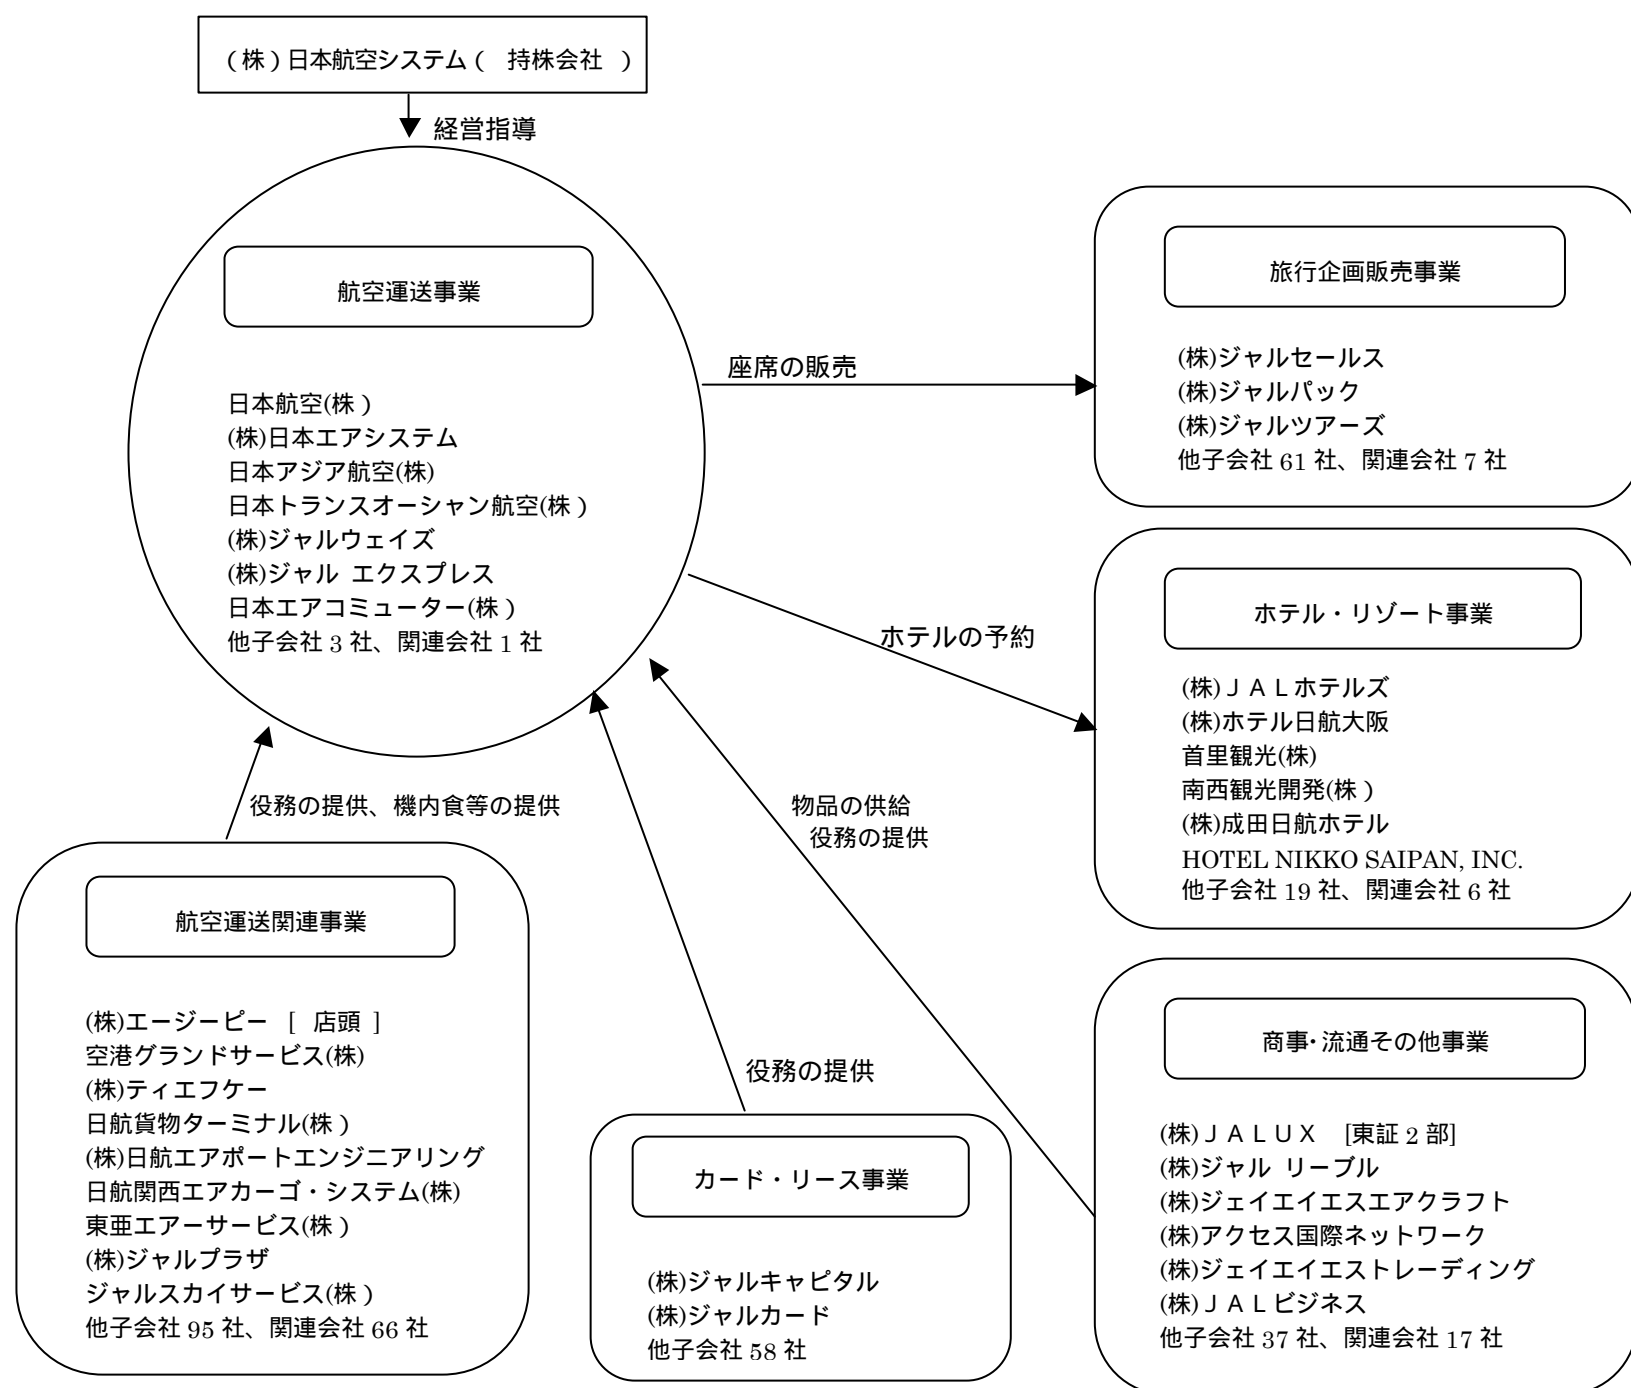 （株）日本航空システム（ 持株会社 ）
経営指導
航空運送事業
日本航空(株）
(株)日本エアシステム
日本アジア航空(株)
日本トランスオーシャン航空(株）
(株)ジャルウェイズ
(株)ジャル エクスプレス
日本エアコミューター(株）
他子会社 3 社、関連会社 1 社
座席の販売
旅行企画販売事業
(株)ジャルセールス
(株)ジャルパック
(株)ジャルツアーズ
他子会社 61 社、関連会社 7 社
ホテルの予約
ホテル・リゾート事業
(株)ＪＡＬホテルズ
(株)ホテル日航大阪
首里観光(株)
南西観光開発(株）
(株)成田日航ホテル
HOTEL NIKKO SAIPAN, INC.
他子会社 19 社、関連会社 6 社
役務の提供、機内食等の提供
航空運送関連事業
(株)エージーピー [ 店頭 ]
空港グランドサービス(株)
(株)ティエフケー
日航貨物ターミナル(株）
(株)日航エアポートエンジニアリング
日航関西エアカーゴ・システム(株)
東亜エアーサービス(株）
(株)ジャルプラザ
ジャルスカイサービス(株）
他子会社 95 社、関連会社 66 社
役務の提供
カード・リース事業
(株)ジャルキャピタル
(株)ジャルカード
他子会社 58 社
物品の供給
役務の提供
商事･流通その他事業
(株)ＪＡＬＵＸ [東証 2 部]
(株)ジャル リーブル
(株)ジェイエイエスエアクラフト
(株)アクセス国際ネットワーク
(株)ジェイエイエストレーディング
(株)ＪＡＬビジネス
他子会社 37 社、関連会社 17 社